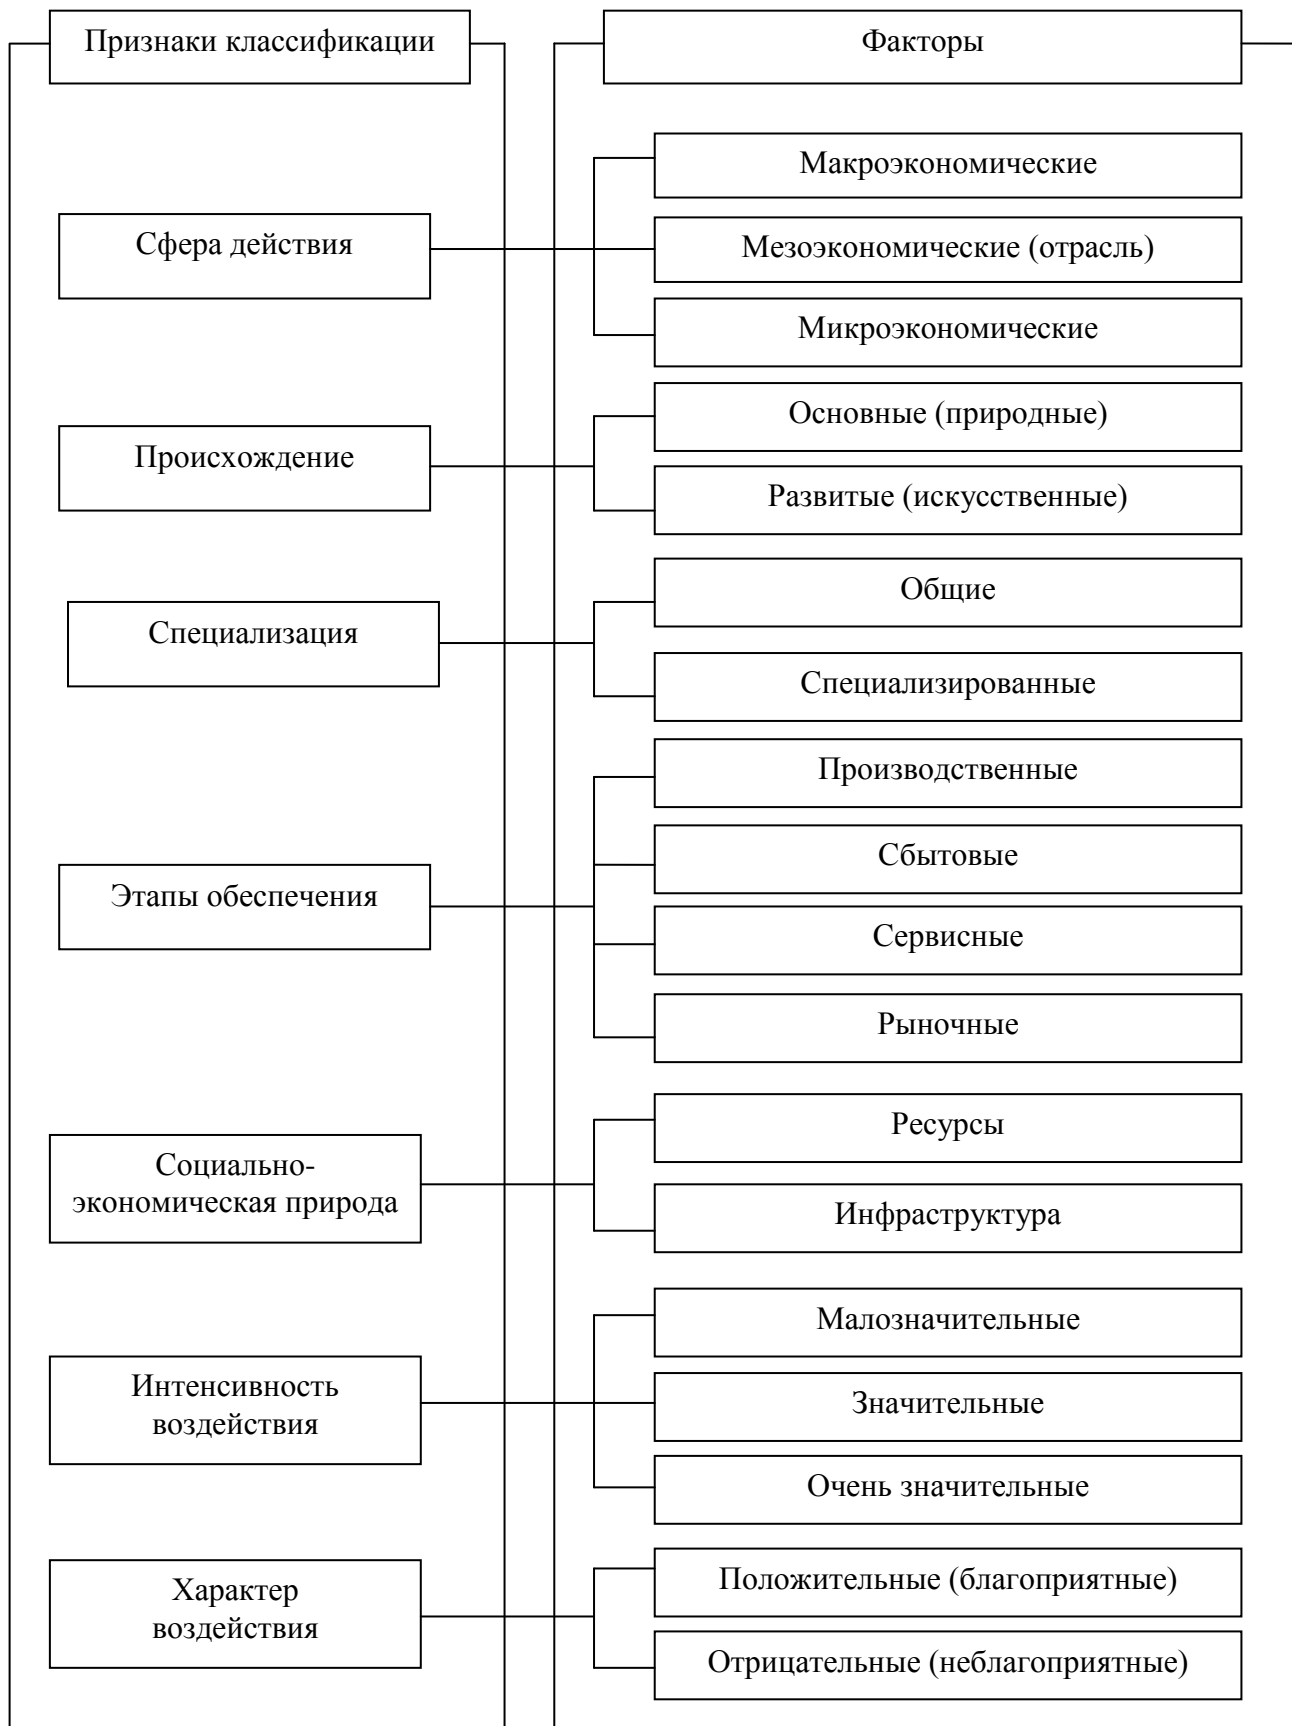 Признаки классификации
Факторы
Сфера действия
Макроэкономические
Мезоэкономические (отрасль)
Микроэкономические
Происхождение
Основные (природные)
Развитые (искусственные)
Специализация
Общие
Специализированные
Этапы обеспечения
Производственные
Сбытовые
Сервисные
Рыночные
Социально-
экономическая природа
Ресурсы
Инфраструктура
Интенсивность
воздействия
Малозначительные
Значительные
Очень значительные
Характер
воздействия
Положительные (благоприятные)
Отрицательные (неблагоприятные)